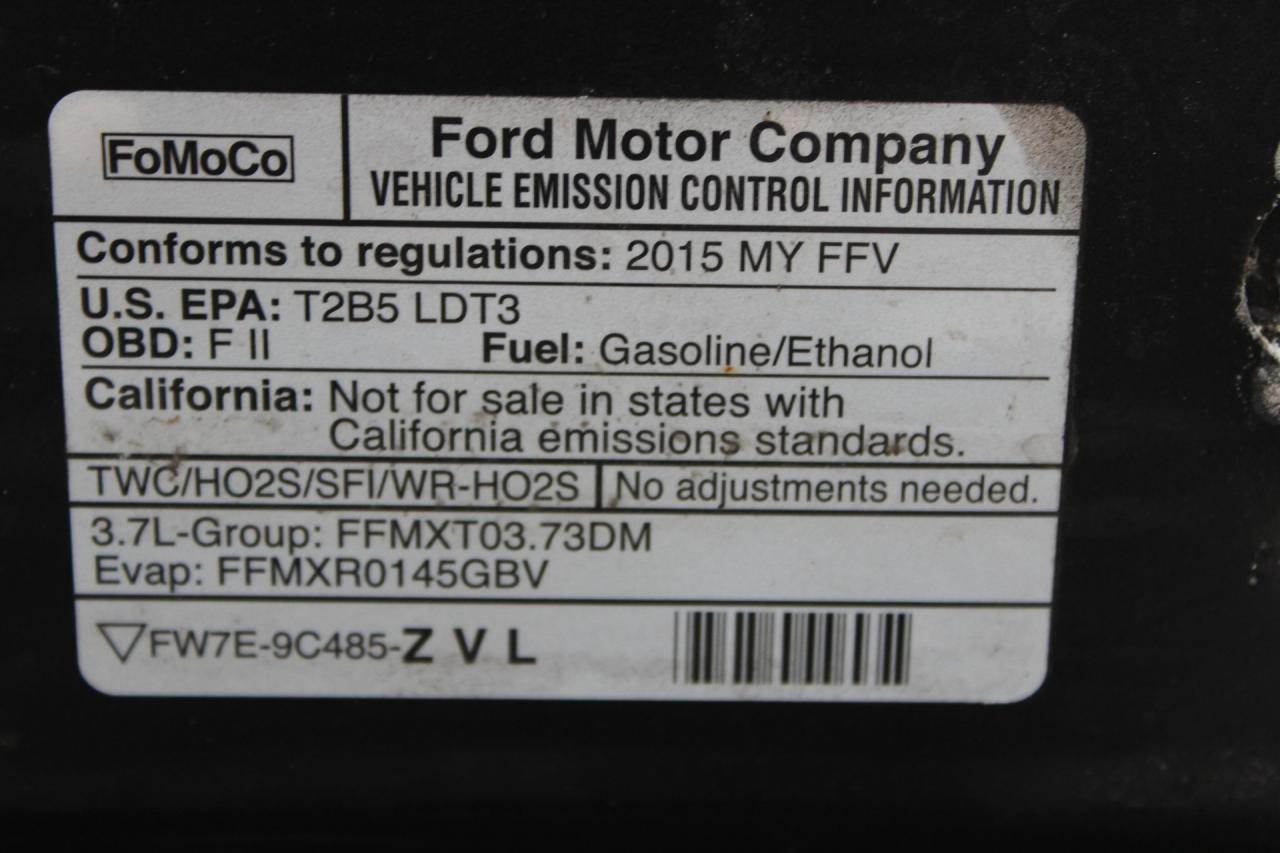 FoMoCo
Ford Motor Company
VEHICLE EMISSION CONTROL INFORMATION
Conforms to regulations: 2015 MY FFV
U.S. EPA: T2B5 LDT3
OBD: F II Fuel: Gasoline/Ethanol
California: Not for sale in states with
California emissions standards.
TWC/HO2S/SFI/WR-HO2S No adjustments needed.
3.7L-Group: FFMXT03.73DM
Evap: FFMXR0145GBV
FW7E-9C485-Z V L